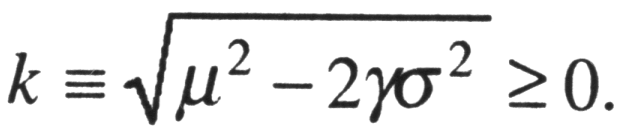 k ≡ √(μ² − 2γσ²) ≥ 0.